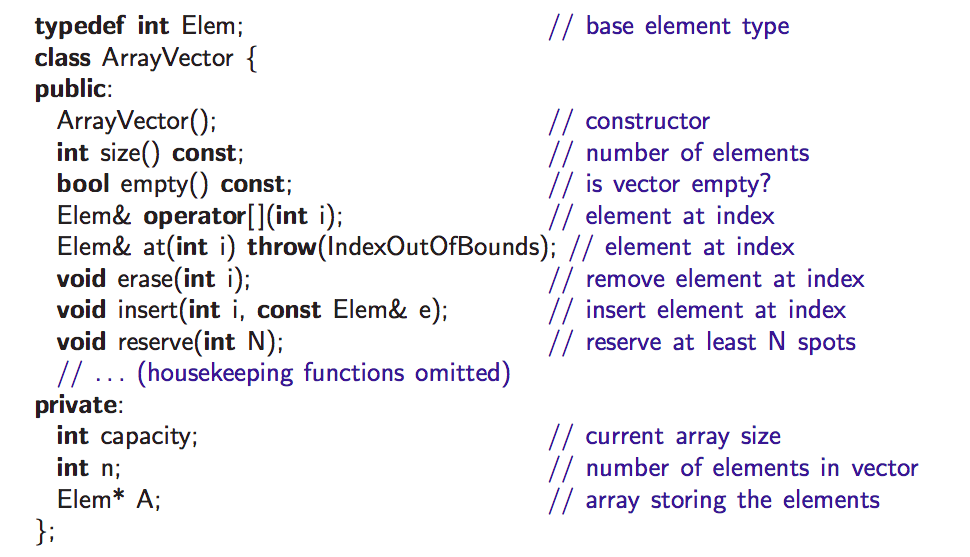 typedef int Elem; // base element type
class ArrayVector {
public:
ArrayVector(); // constructor
int size() const; // number of elements
bool empty() const; // is vector empty?
Elem& operator[](int i); // element at index
Elem& at(int i) throw(IndexOutOfBounds); // element at index
void erase(int i); // remove element at index
void insert(int i, const Elem& e); // insert element at index
void reserve(int N); // reserve at least N spots
// ... (housekeeping functions omitted)
private:
int capacity; // current array size
int n; // number of elements in vector
Elem* A; // array storing the elements
};